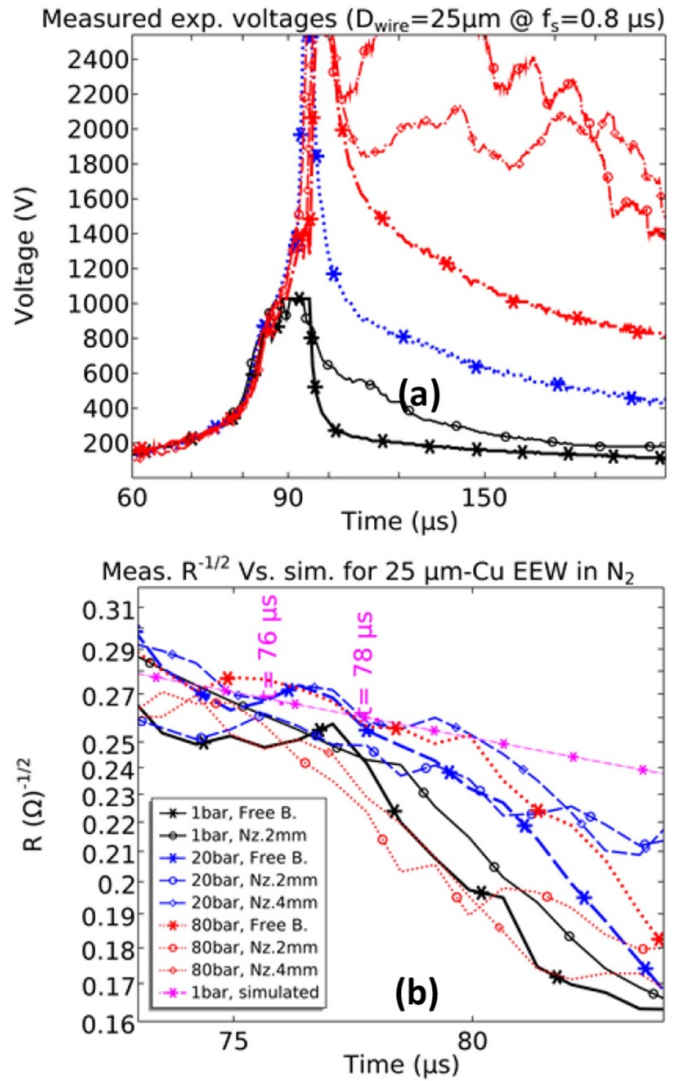 Measured exp. voltages (D_wire=25μm @ f_s=0.8 μs)
Voltage (V)
2400
2200
2000
1800
1600
1400
1200
1000
800
600
400
200
(a)
60 90 150
Time (μs)
Meas. R^-1/2 Vs. sim. for 25 μm-Cu EEW in N_2
R (Ω)^-1/2
0.31
0.29
0.27
0.25
0.24
0.23
0.22
0.21
0.2
0.19
0.18
0.17
0.16
t= 76 μs
t= 78 μs
1bar, Free B.
1bar, Nz.2mm
20bar, Free B.
20bar, Nz.2mm
20bar, Nz.4mm
80bar, Free B.
80bar, Nz.2mm
80bar, Nz.4mm
1bar, simulated
(b)
75 80
Time (μs)